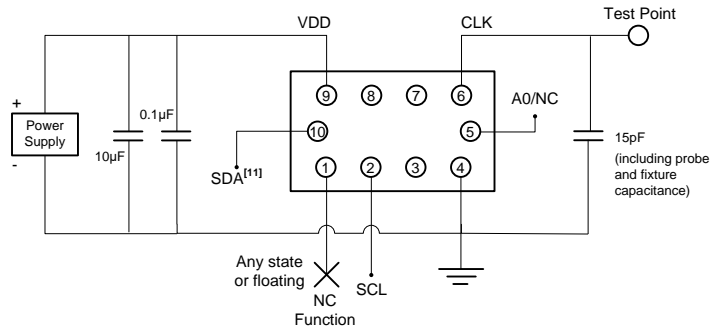 VDD
CLK
Test Point
9
8
7
6
A0/NC
+
Power
Supply
-
10µF
0.1µF
10
5
SDA[11]
1
2
3
4
15pF
(including probe
and fixture
capacitance)
Any state
or floating
NC
Function
SCL